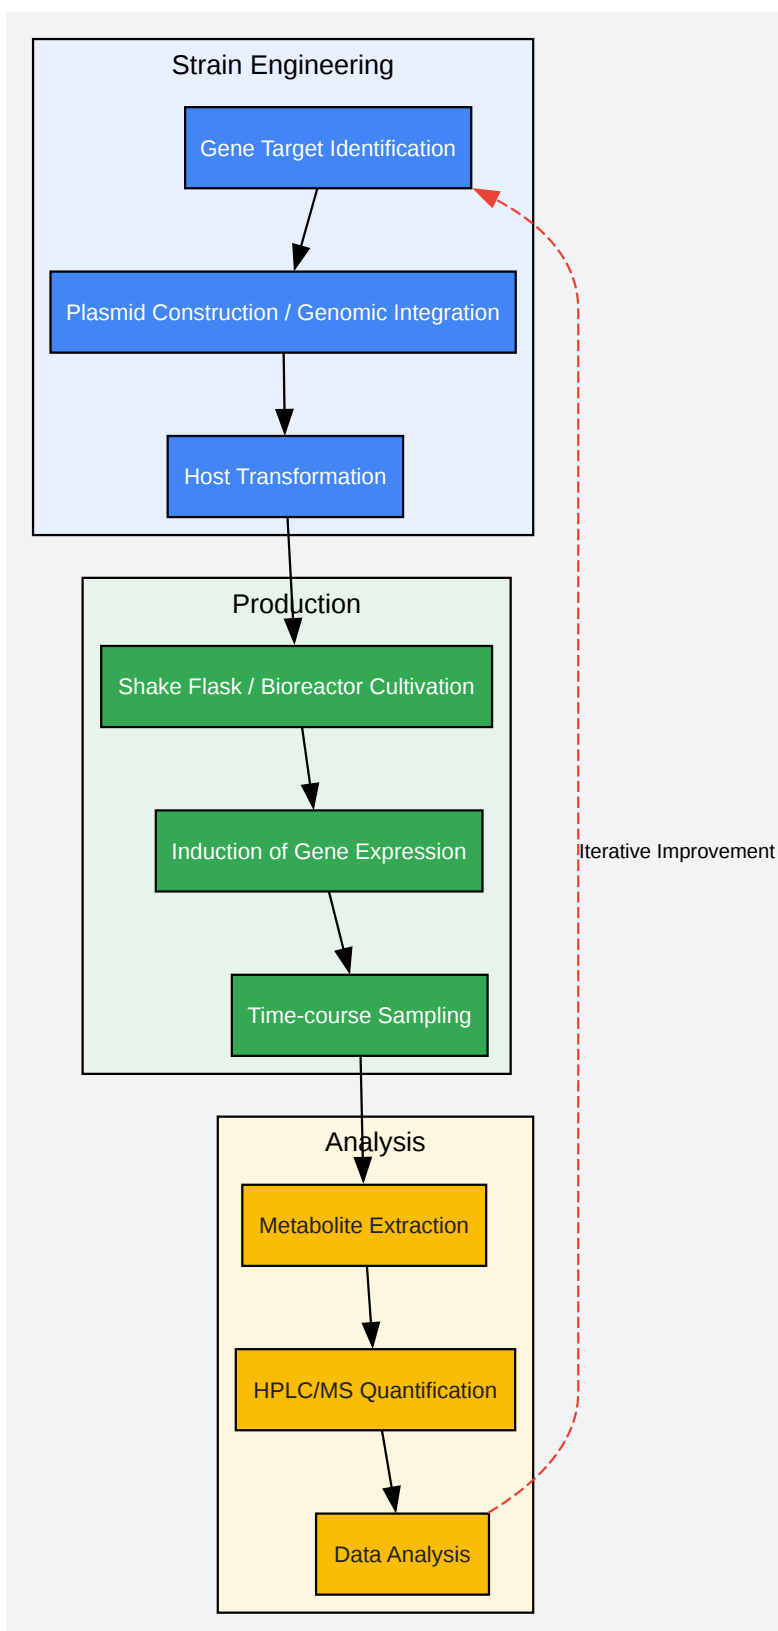 Strain Engineering
Gene Target Identification
Plasmid Construction / Genomic Integration
Host Transformation
Production
Shake Flask / Bioreactor Cultivation
Induction of Gene Expression
Iterative Improvement
Time-course Sampling
Analysis
Metabolite Extraction
HPLC/MS Quantification
Data Analysis